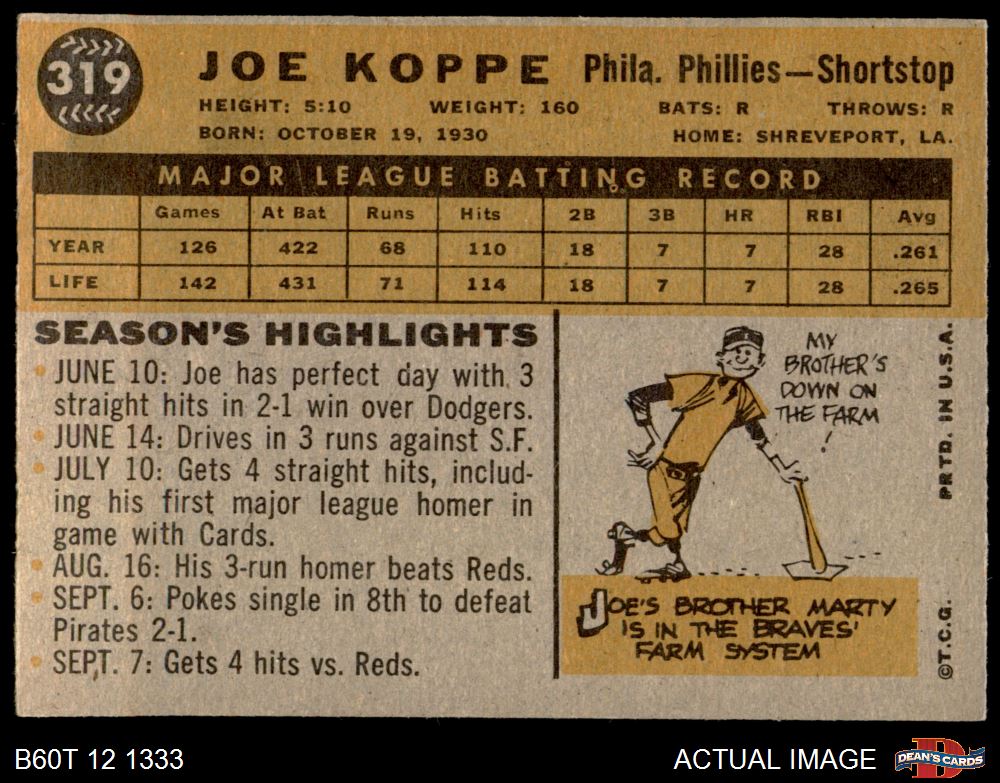 319
JOE KOPPE Phila. Phillies—Shortstop
HEIGHT: 5:10 WEIGHT: 160 BATS: R THROWS: R
BORN: OCTOBER 19, 1930 HOME: SHREVEPORT, LA.
MAJOR LEAGUE BATTING RECORD
Games At Bat Runs Hits 2B 3B HR RBI Avg
YEAR 126 422 68 110 18 7 7 28 .261
LIFE 142 431 71 114 18 7 7 28 .265
SEASON'S HIGHLIGHTS
• JUNE 10: Joe has perfect day with 3
straight hits in 2-1 win over Dodgers.
• JUNE 14: Drives in 3 runs against S.F.
• JULY 10: Gets 4 straight hits, includ-
ing his first major league homer in
game with Cards.
• AUG. 16: His 3-run homer beats Reds.
• SEPT. 6: Pokes single in 8th to defeat
Pirates 2-1.
• SEPT. 7: Gets 4 hits vs. Reds.
MY
BROTHER'S
DOWN ON
THE FARM
!
JOE'S BROTHER MARTY
IS IN THE BRAVES'
FARM SYSTEM
©T.C.G. PRTD. IN U.S.A.
B60T 12 1333 ACTUAL IMAGE
D
DEAN'S CARDS